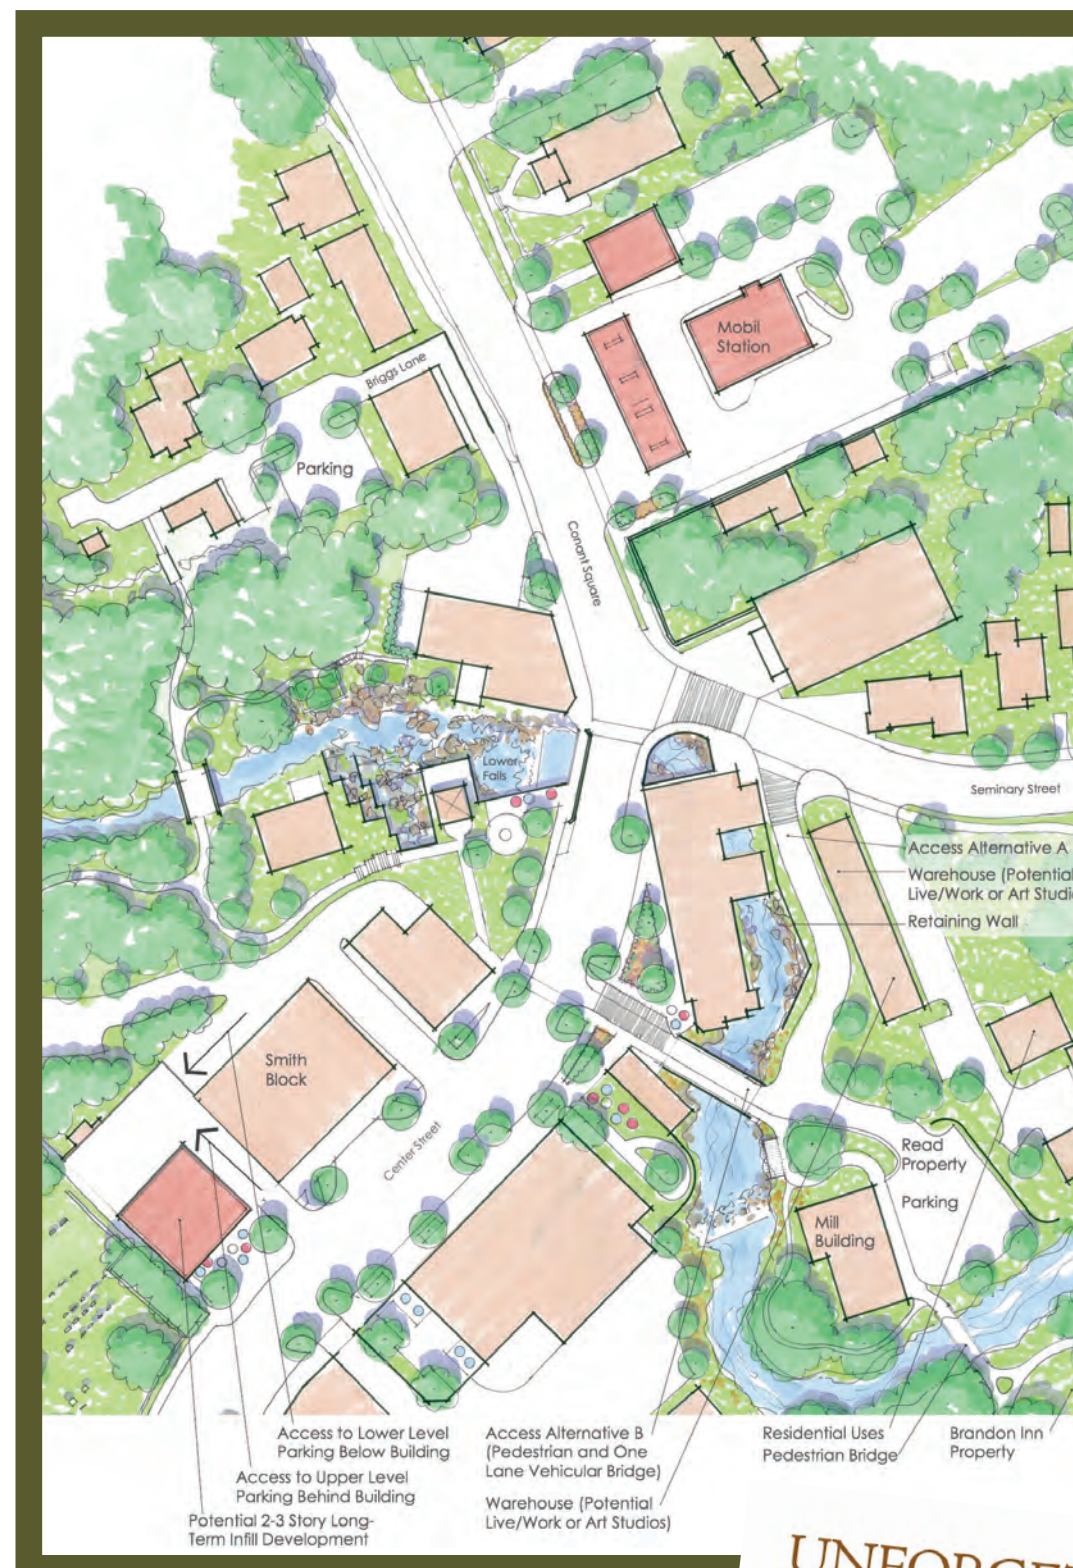 Mobil
Station
Briggs Lane
Parking
Conant Square
Lower
Falls
Seminary Street
Access Alternative A
Warehouse (Potential
Live/Work or Art Studio
Retaining Wall
Smith
Block
Center Street
Read
Property
Parking
Mill
Building
Access to Lower Level
Parking Below Building
Access to Upper Level
Parking Behind Building
Potential 2-3 Story Long-
Term Infill Development
Access Alternative B
(Pedestrian and One
Lane Vehicular Bridge)
Warehouse (Potential
Live/Work or Art Studios)
Residential Uses
Pedestrian Bridge
Brandon Inn
Property